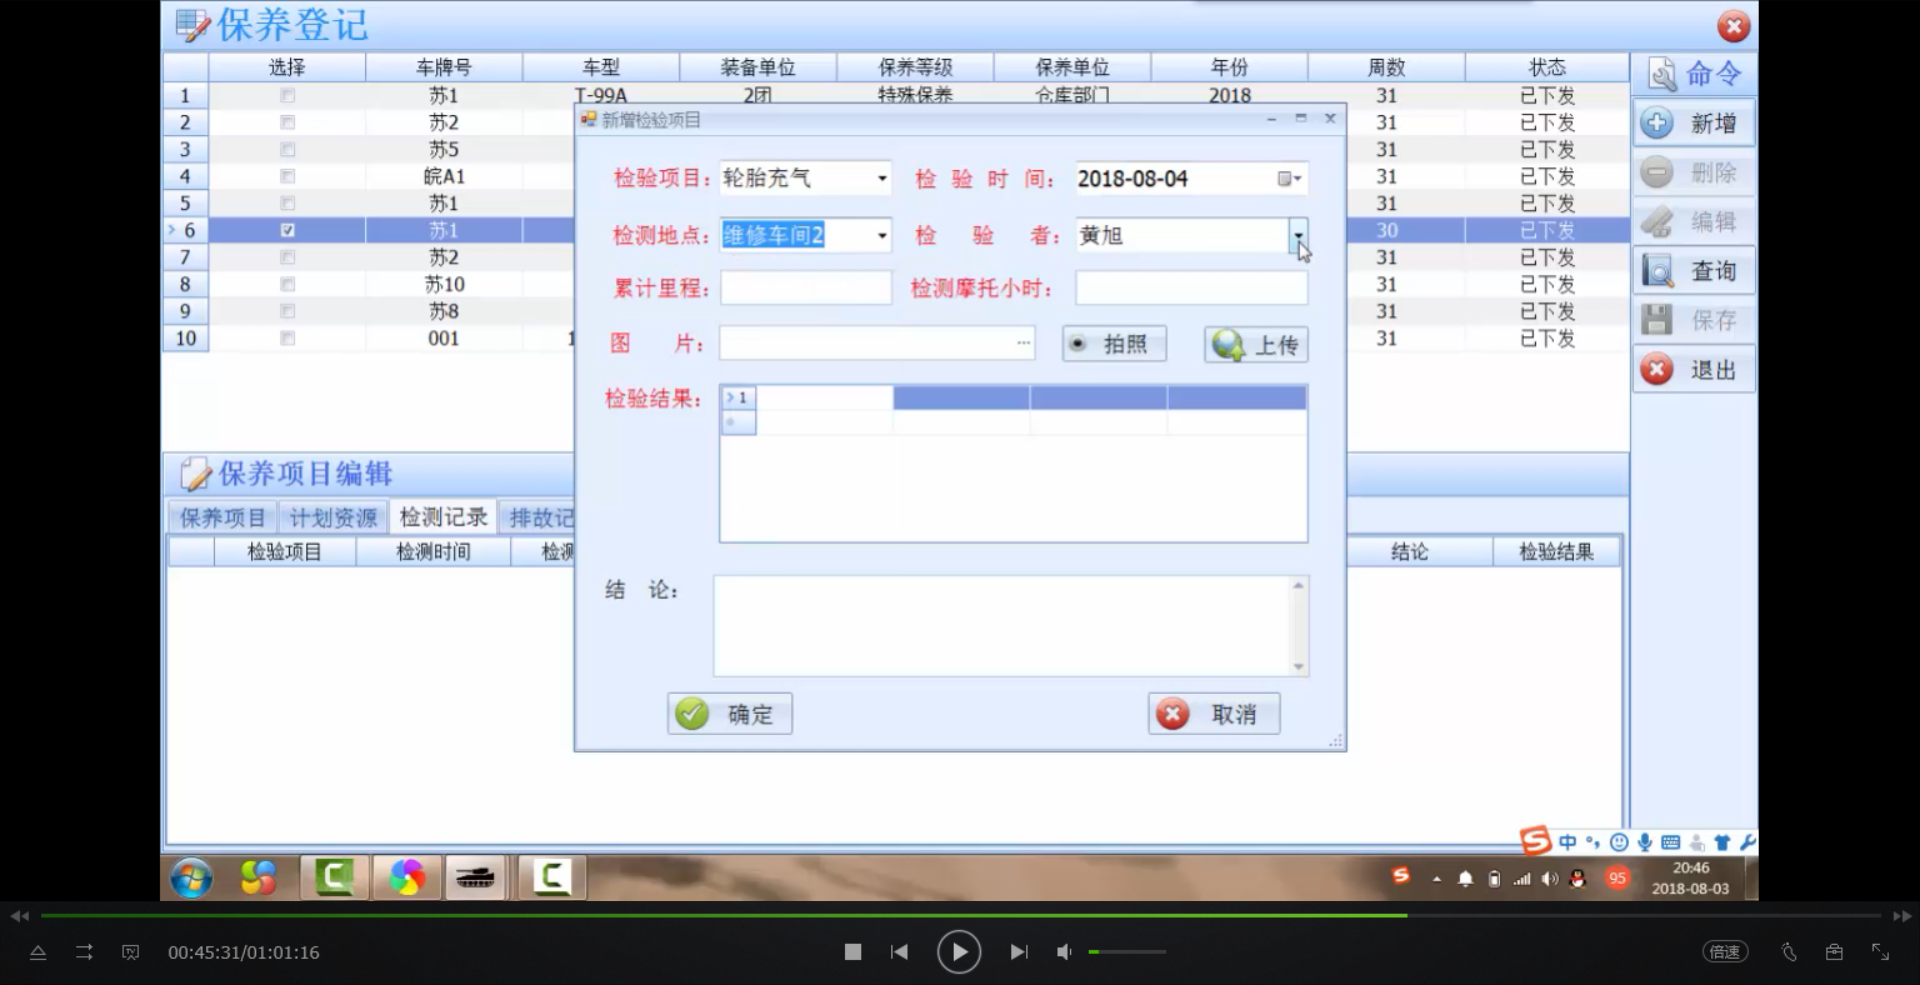 保养登记
选择 车牌号 车型 装备单位 保养等级 保养单位 年份 周数 状态
命令
1 苏1 T-99A 2团 特殊保养 仓库部门 2018 31 已下发
2 苏2 31 已下发
3 苏5 31 已下发
4 皖A1 31 已下发
5 苏1 31 已下发
> 6 苏1 30 已下发
7 苏2 31 已下发
8 苏10 31 已下发
9 苏8 31 已下发
10 001 1 31 已下发
新增
删除
编辑
查询
保存
退出
新增检验项目
检验项目: 轮胎充气 检验时间: 2018-08-04
检测地点: 维修车间2 检验者: 黄旭
累计里程: 检测摩托小时:
图片: ... 拍照 上传
检验结果: > 1
结论:
确定 取消
保养项目编辑
保养项目 计划资源 检测记录 排故记
检验项目 检测时间 检测 结论 检验结果
中
95
20:46
2018-08-03
00:45:31/01:01:16
倍速